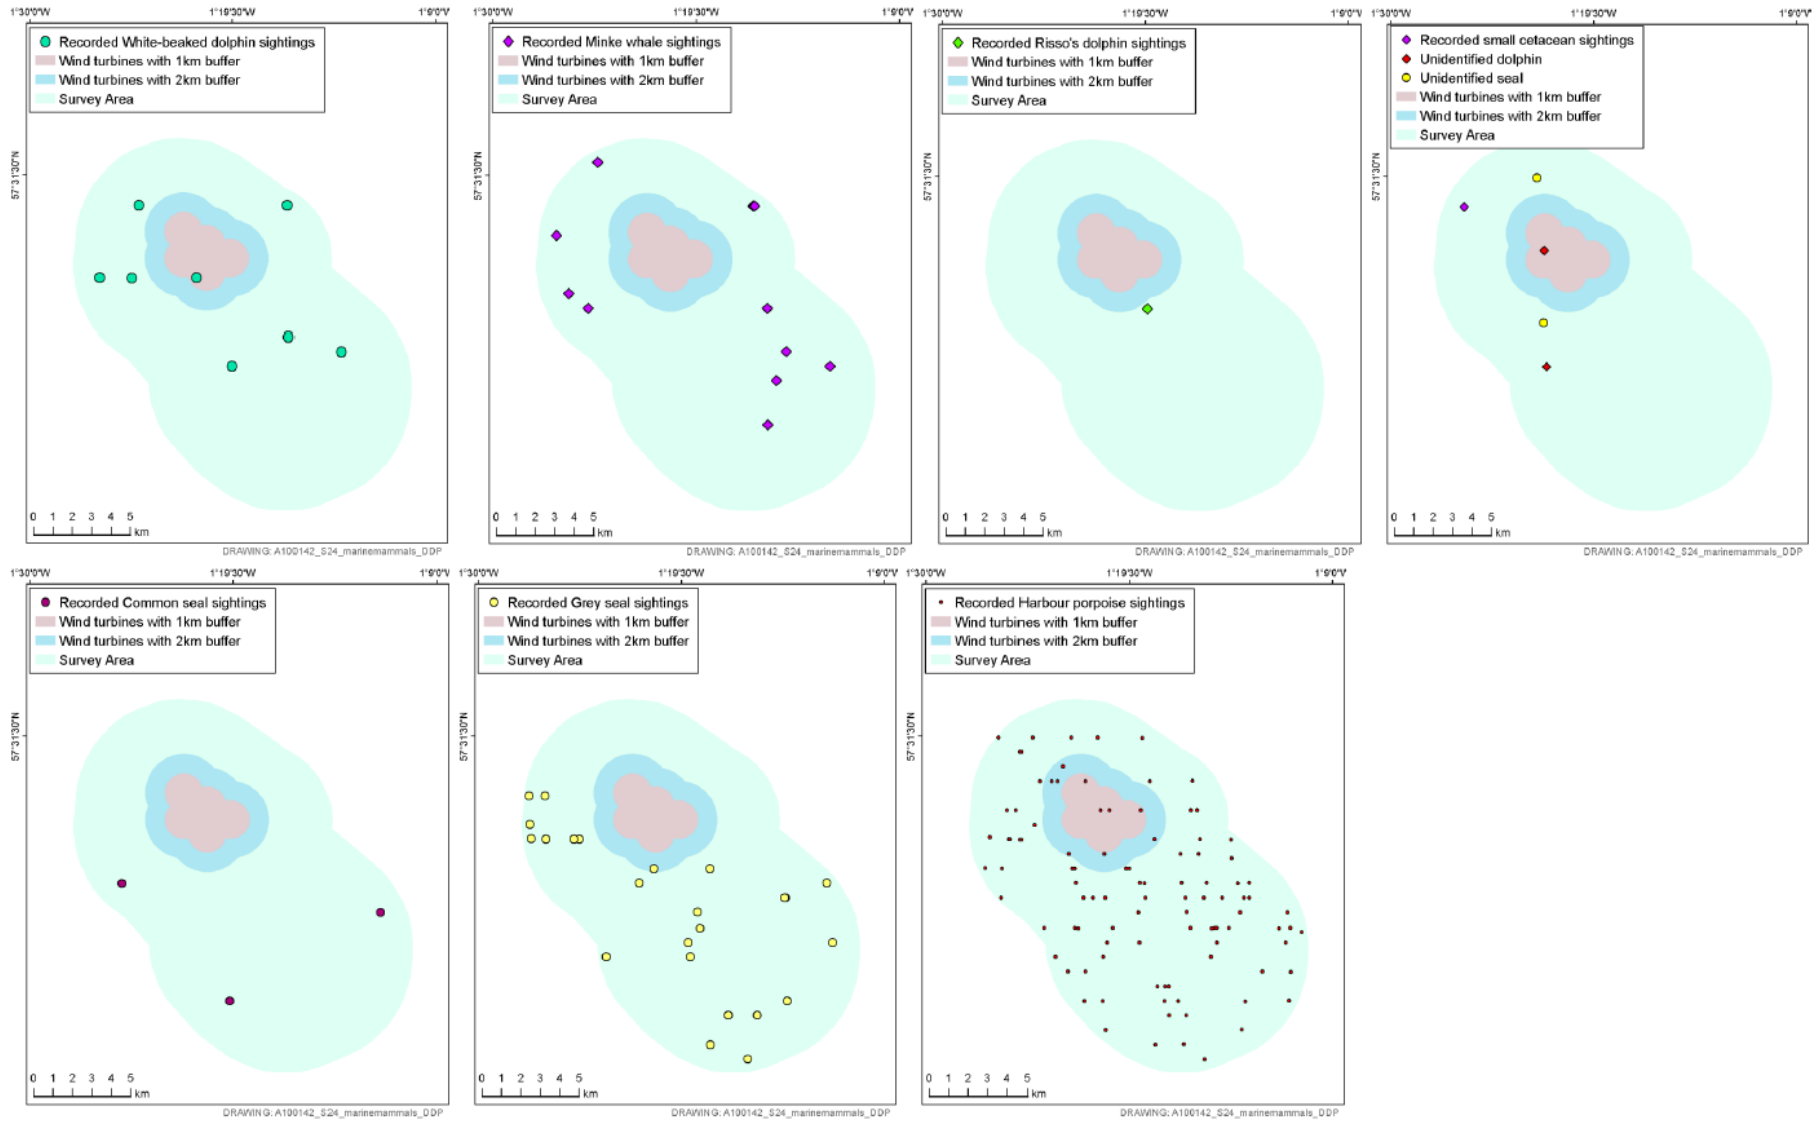 1°30'0"W 1°19'30"W 1°9'0"W
Recorded White-beaked dolphin sightings
Wind turbines with 1km buffer
Wind turbines with 2km buffer
Survey Area
57°31'30"N
0 1 2 3 4 5
km
DRAWING: A100142_S24_marinemammals_DDP
1°30'0"W 1°19'30"W 1°9'0"W
Recorded Minke whale sightings
Wind turbines with 1km buffer
Wind turbines with 2km buffer
Survey Area
57°31'30"N
0 1 2 3 4 5
km
DRAWING: A100142_S24_marinemammals_DDP
1°30'0"W 1°19'30"W 1°9'0"W
Recorded Risso's dolphin sightings
Wind turbines with 1km buffer
Wind turbines with 2km buffer
Survey Area
57°31'30"N
0 1 2 3 4 5
km
DRAWING: A100142_S24_marinemammals_DDP
1°30'0"W 1°19'30"W 1°9'0"W
Recorded small cetacean sightings
Unidentified dolphin
Unidentified seal
Wind turbines with 1km buffer
Wind turbines with 2km buffer
Survey Area
57°31'30"N
0 1 2 3 4 5
km
DRAWING: A100142_S24_marinemammals_DDP
1°30'0"W 1°19'30"W 1°9'0"W
Recorded Common seal sightings
Wind turbines with 1km buffer
Wind turbines with 2km buffer
Survey Area
57°31'30"N
0 1 2 3 4 5
km
DRAWING: A100142_S24_marinemammals_DDP
1°30'0"W 1°19'30"W 1°9'0"W
Recorded Grey seal sightings
Wind turbines with 1km buffer
Wind turbines with 2km buffer
Survey Area
57°31'30"N
0 1 2 3 4 5
km
DRAWING: A100142_S24_marinemammals_DDP
1°30'0"W 1°19'30"W 1°9'0"W
Recorded Harbour porpoise sightings
Wind turbines with 1km buffer
Wind turbines with 2km buffer
Survey Area
57°31'30"N
0 1 2 3 4 5
km
DRAWING: A100142_S24_marinemammals_DDP